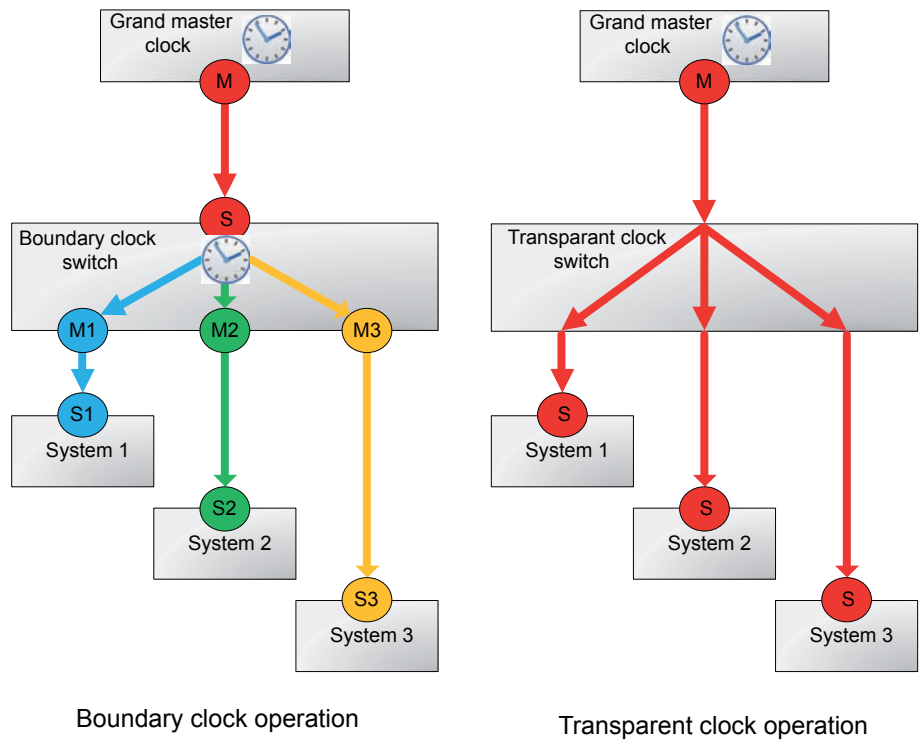 Grand master
clock
M
S
Boundary clock
switch
M1
M2
M3
S1
System 1
S2
System 2
S3
System 3
Boundary clock operation
Grand master
clock
M
Transparant clock
switch
S
System 1
S
System 2
S
System 3
Transparent clock operation